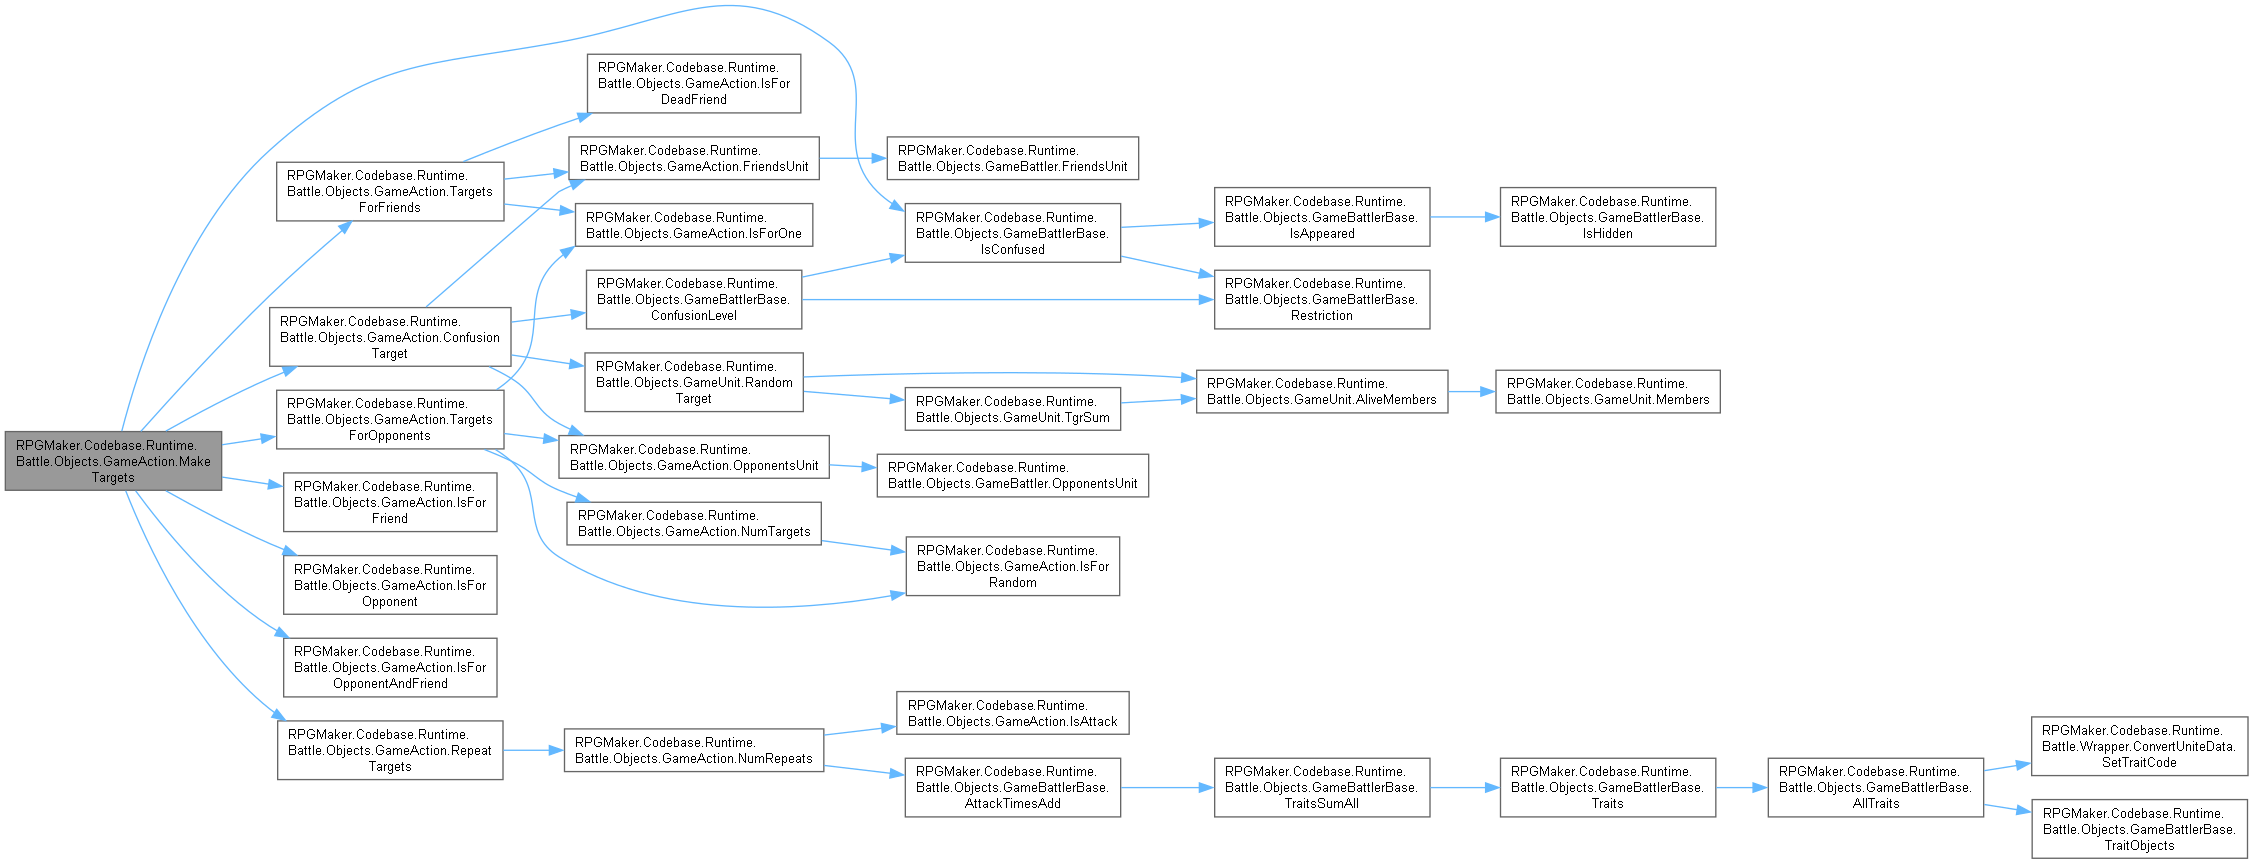 RPGMaker.Codebase.Runtime.
Battle.Objects.GameAction.Make
Targets
RPGMaker.Codebase.Runtime.
Battle.Objects.GameAction.Targets
ForFriends
RPGMaker.Codebase.Runtime.
Battle.Objects.GameAction.Confusion
Target
RPGMaker.Codebase.Runtime.
Battle.Objects.GameAction.Targets
ForOpponents
RPGMaker.Codebase.Runtime.
Battle.Objects.GameAction.IsFor
Friend
RPGMaker.Codebase.Runtime.
Battle.Objects.GameAction.IsFor
Opponent
RPGMaker.Codebase.Runtime.
Battle.Objects.GameAction.IsFor
OpponentAndFriend
RPGMaker.Codebase.Runtime.
Battle.Objects.GameAction.Repeat
Targets
RPGMaker.Codebase.Runtime.
Battle.Objects.GameAction.IsFor
DeadFriend
RPGMaker.Codebase.Runtime.
Battle.Objects.GameAction.FriendsUnit
RPGMaker.Codebase.Runtime.
Battle.Objects.GameAction.IsForOne
RPGMaker.Codebase.Runtime.
Battle.Objects.GameBattlerBase.
ConfusionLevel
RPGMaker.Codebase.Runtime.
Battle.Objects.GameUnit.Random
Target
RPGMaker.Codebase.Runtime.
Battle.Objects.GameAction.OpponentsUnit
RPGMaker.Codebase.Runtime.
Battle.Objects.GameAction.NumTargets
RPGMaker.Codebase.Runtime.
Battle.Objects.GameAction.NumRepeats
RPGMaker.Codebase.Runtime.
Battle.Objects.GameBattler.FriendsUnit
RPGMaker.Codebase.Runtime.
Battle.Objects.GameBattlerBase.
IsConfused
RPGMaker.Codebase.Runtime.
Battle.Objects.GameUnit.TgrSum
RPGMaker.Codebase.Runtime.
Battle.Objects.GameBattler.OpponentsUnit
RPGMaker.Codebase.Runtime.
Battle.Objects.GameAction.IsFor
Random
RPGMaker.Codebase.Runtime.
Battle.Objects.GameAction.IsAttack
RPGMaker.Codebase.Runtime.
Battle.Objects.GameBattlerBase.
AttackTimesAdd
RPGMaker.Codebase.Runtime.
Battle.Objects.GameBattlerBase.
IsAppeared
RPGMaker.Codebase.Runtime.
Battle.Objects.GameBattlerBase.
Restriction
RPGMaker.Codebase.Runtime.
Battle.Objects.GameUnit.AliveMembers
RPGMaker.Codebase.Runtime.
Battle.Objects.GameBattlerBase.
TraitsSumAll
RPGMaker.Codebase.Runtime.
Battle.Objects.GameBattlerBase.
IsHidden
RPGMaker.Codebase.Runtime.
Battle.Objects.GameUnit.Members
RPGMaker.Codebase.Runtime.
Battle.Objects.GameBattlerBase.
Traits
RPGMaker.Codebase.Runtime.
Battle.Objects.GameBattlerBase.
AllTraits
RPGMaker.Codebase.Runtime.
Battle.Wrapper.ConvertUniteData.
SetTraitCode
RPGMaker.Codebase.Runtime.
Battle.Objects.GameBattlerBase.
TraitObjects